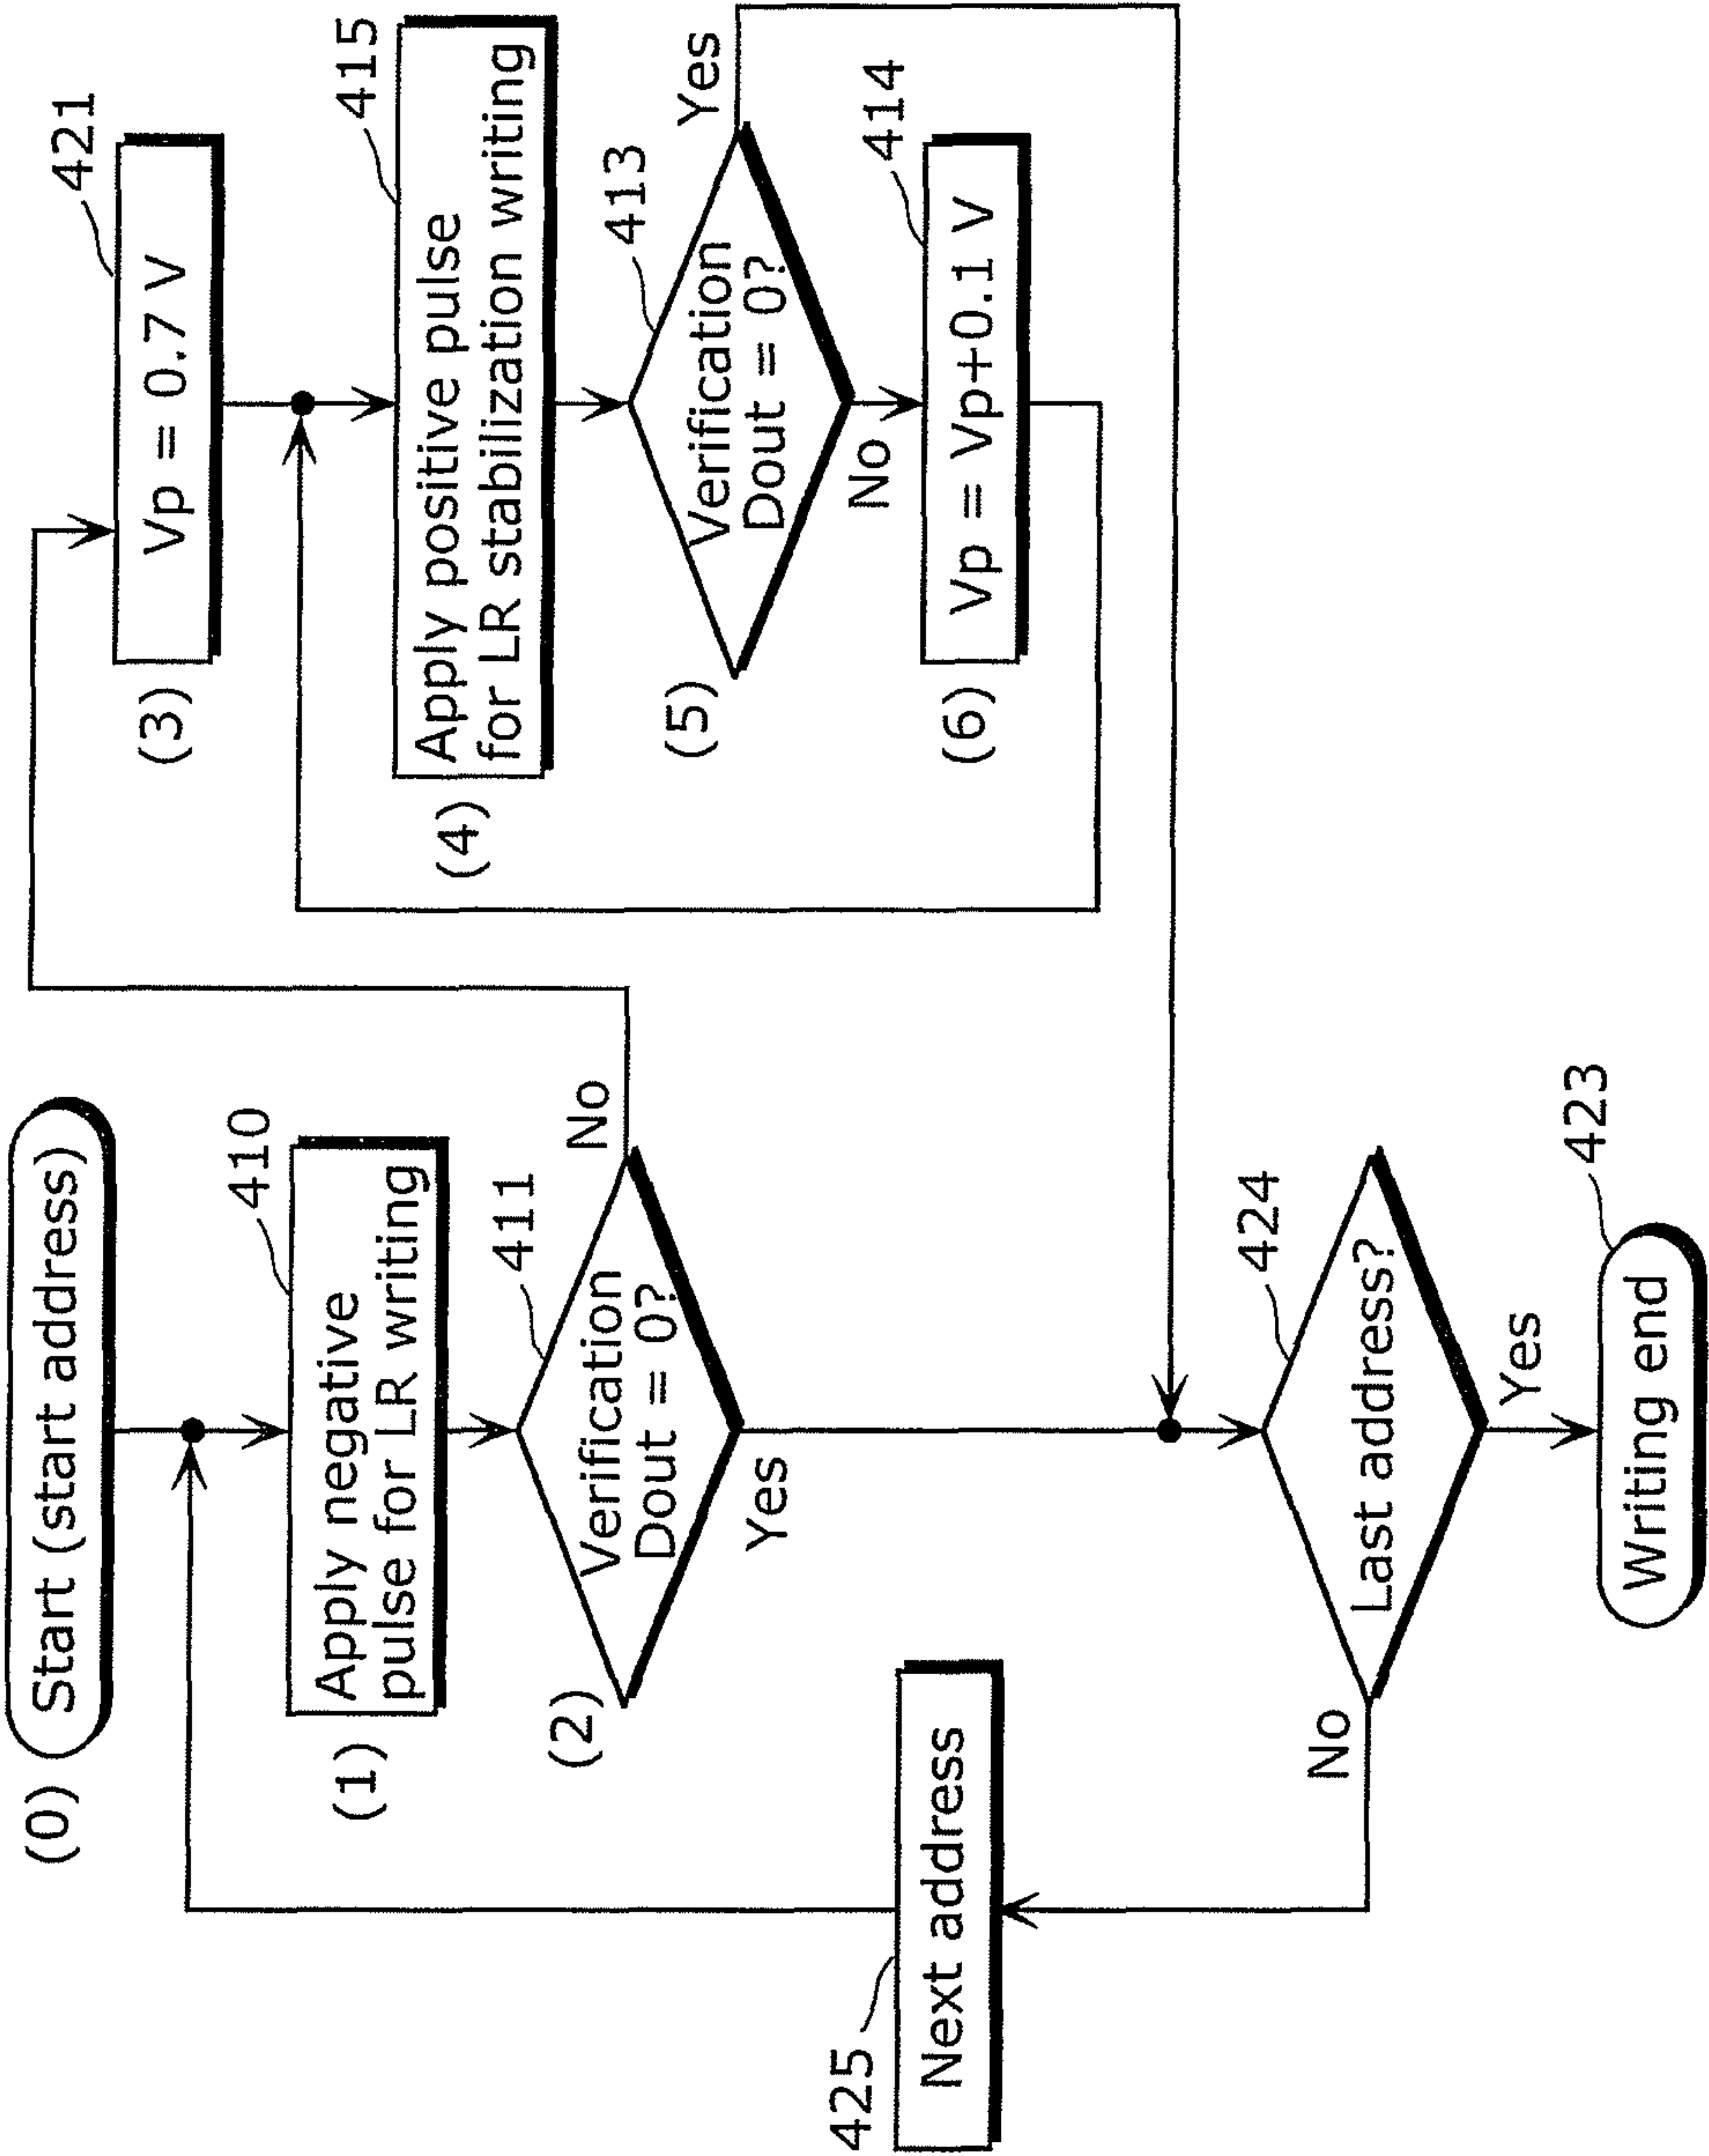 (0) Start (start address)
410
(1) Apply negative
pulse for LR writing
411
(2) Verification
Dout = 0?
No
Yes
424
Last address?
No
Yes
425
Next address
423
Writing end
421
(3) Vp = 0.7 V
415
(4) Apply positive pulse
for LR stabilization writing
413
(5) Verification
Dout = 0?
Yes
No
414
(6) Vp = Vp+0.1 V